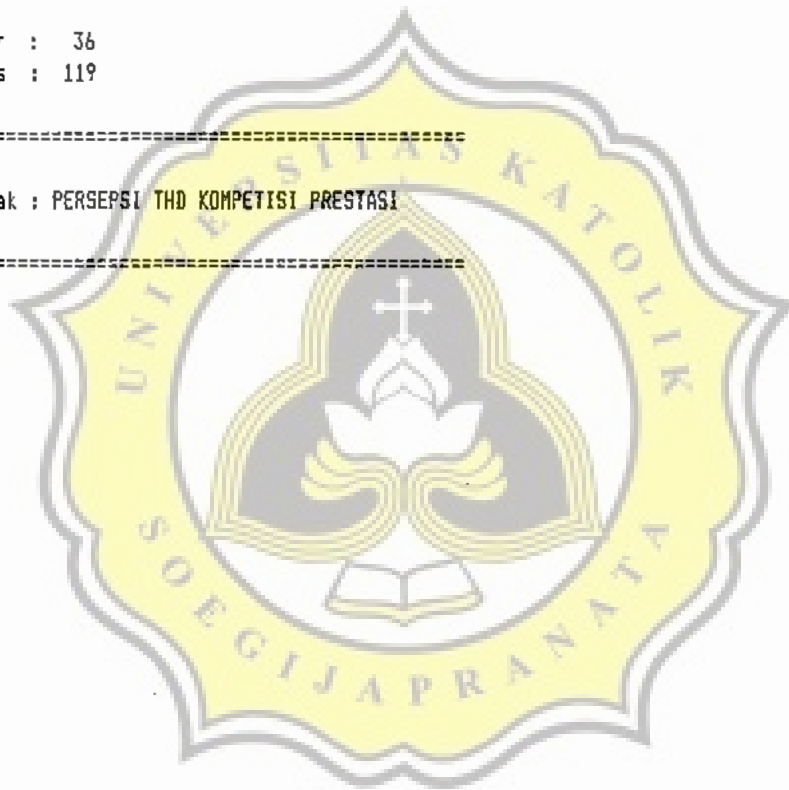 r : 36
s : 119
==================================================
ak : PERSEPSI THD KOMPETISI PRESTASI
==================================================
UNIVERSITAS KATOLIK
SOEGIJAPRANATA